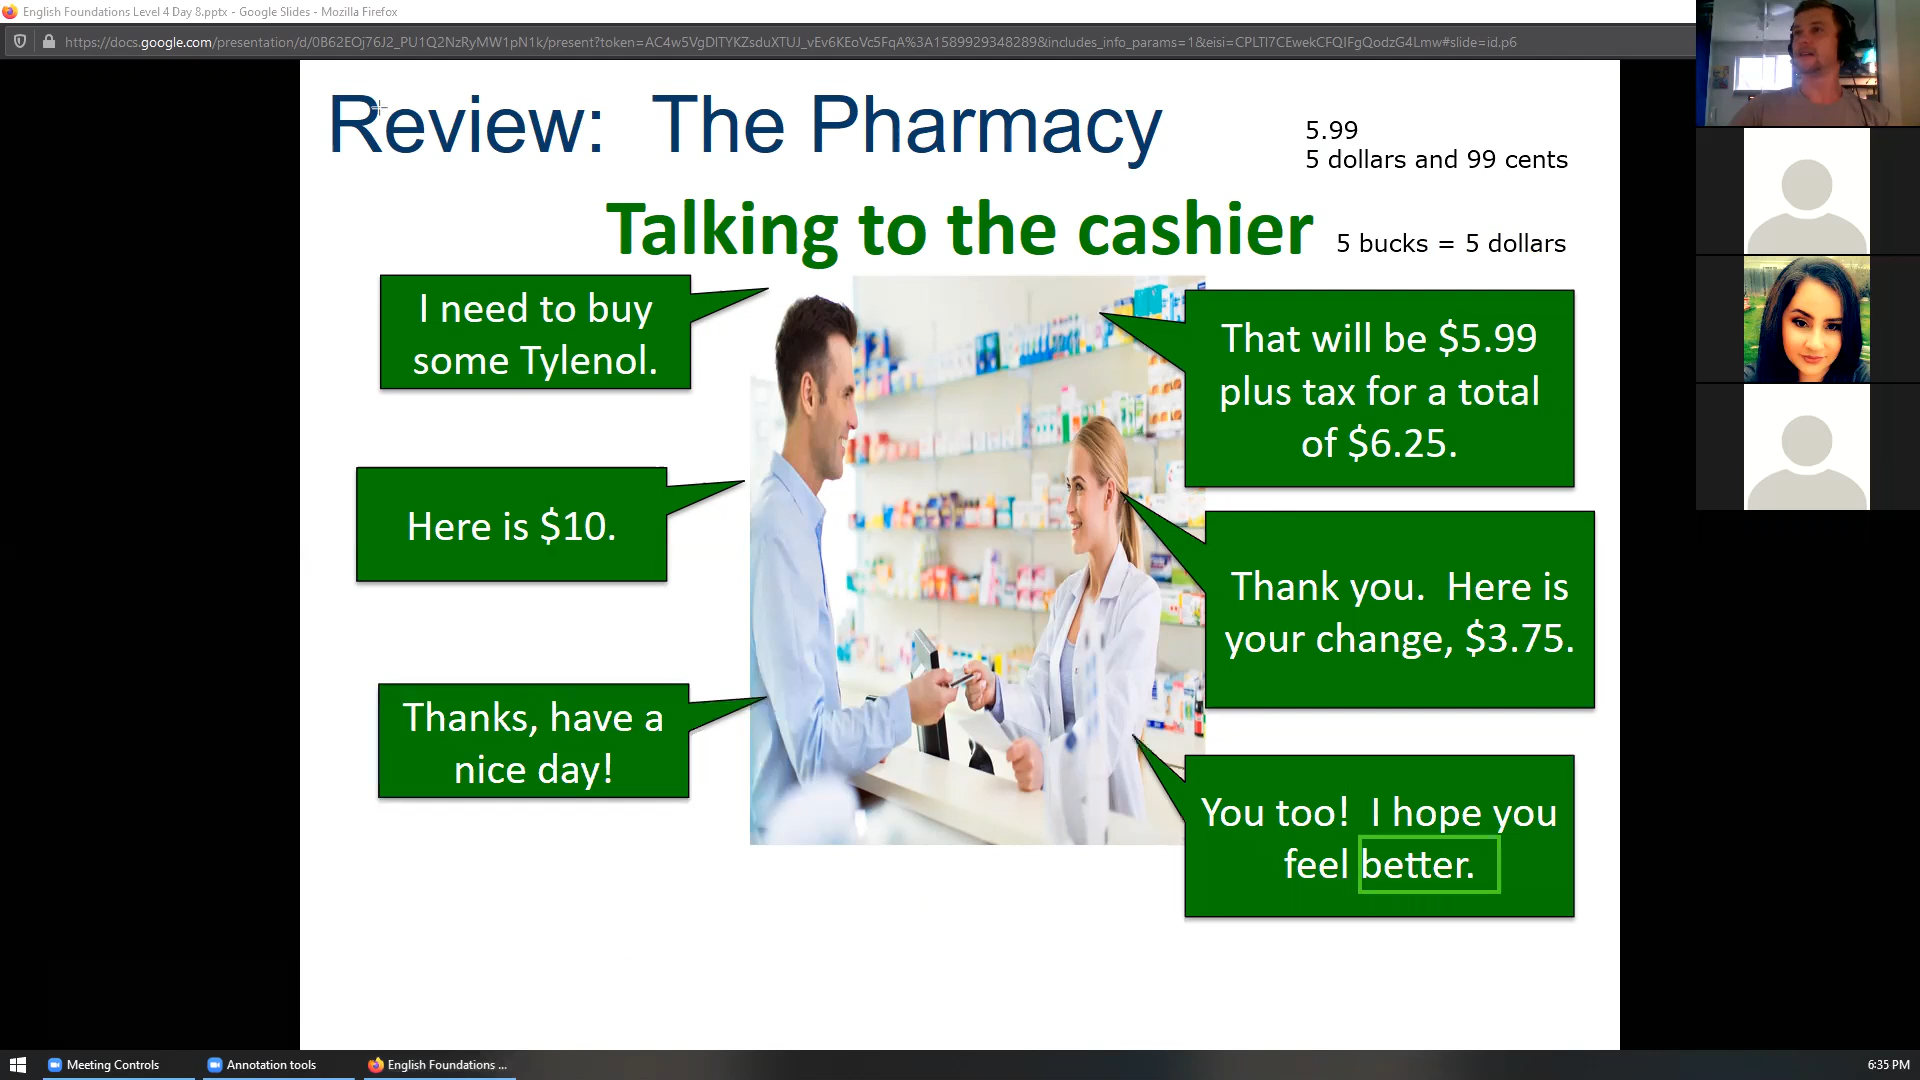 English Foundations Level 4 Day 8.pptx - Google Slides - Mozilla Firefox
https://docs.google.com/presentation/d/0B62EOj76J2_PU1Q2NzRyMW1pN1k/present?token=AC4w5VgDlTYKZsduXTUJ_vEv6KEoVc5FqA%3A1589929348289&includes_info_params=1&eisi=CPLTl7CEwekCFQIFgQodzG4Lmw#slide=id.p6
Review:  The Pharmacy
5.99
5 dollars and 99 cents
Talking to the cashier
5 bucks = 5 dollars
I need to buy
some Tylenol.
That will be $5.99
plus tax for a total
of $6.25.
Here is $10.
Thank you.  Here is
your change, $3.75.
Thanks, have a
nice day!
You too!  I hope you
feel better.
Meeting Controls
Annotation tools
English Foundations ...
6:35 PM